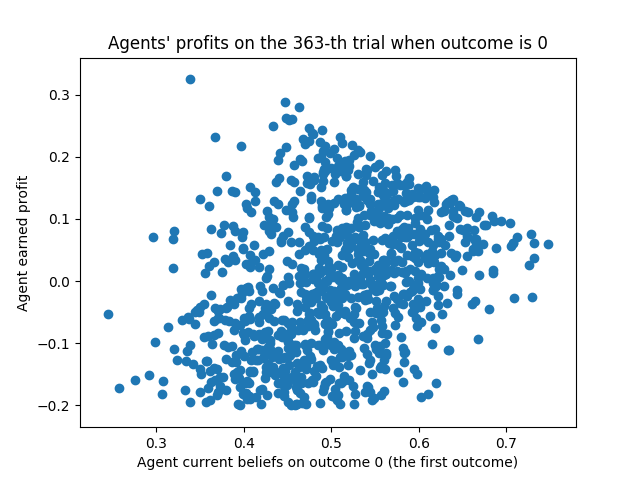 Agents' profits on the 363-th trial when outcome is 0
0.3
0.2
0.1
0.0
−0.1
−0.2
Agent earned profit
0.3 0.4 0.5 0.6 0.7
Agent current beliefs on outcome 0 (the first outcome)